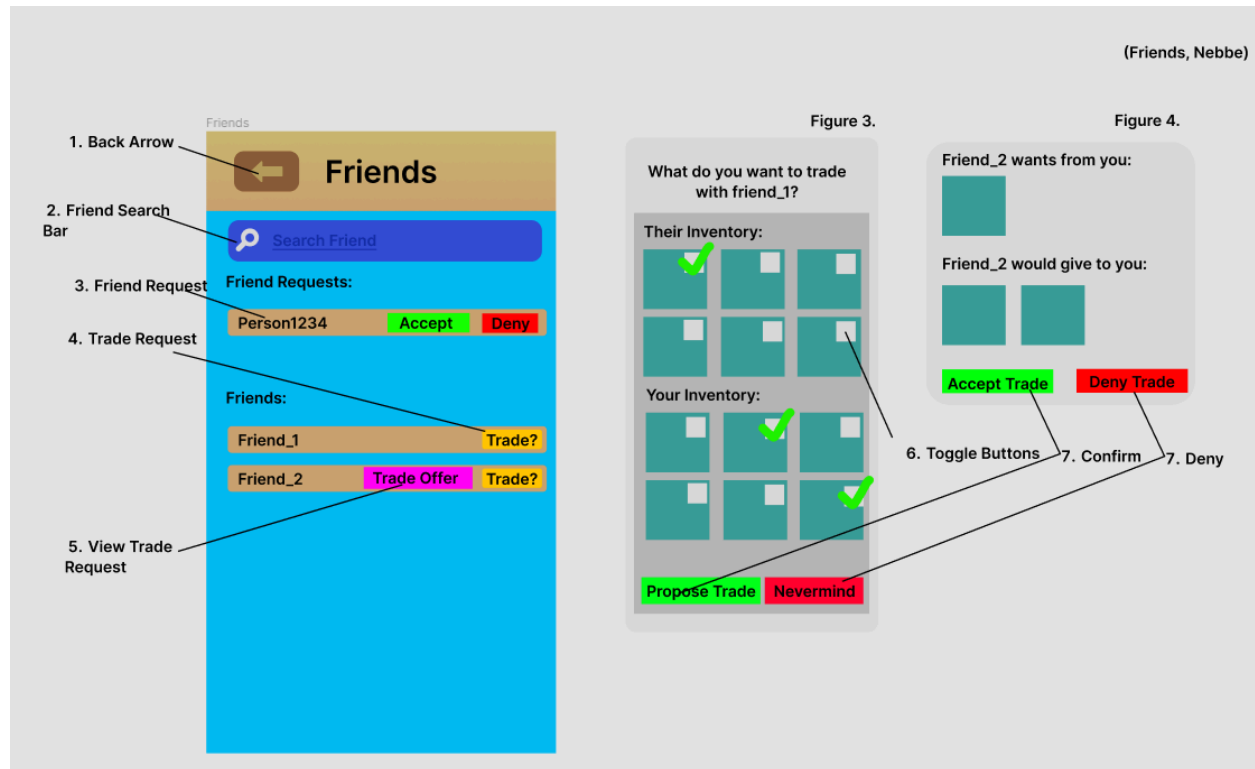 (Friends, Nebbe)
Friends
1. Back Arrow
Friends
2. Friend Search
Bar
Search Friend
3. Friend Request
Friend Requests:
Person1234 Accept Deny
4. Trade Request
Friends:
Friend_1 Trade?
Friend_2 Trade Offer Trade?
5. View Trade
Request
Figure 3.
What do you want to trade
with friend_1?
Their Inventory:
Your Inventory:
Propose Trade Nevermind
6. Toggle Buttons
Figure 4.
Friend_2 wants from you:
Friend_2 would give to you:
Accept Trade Deny Trade
7. Confirm
7. Deny